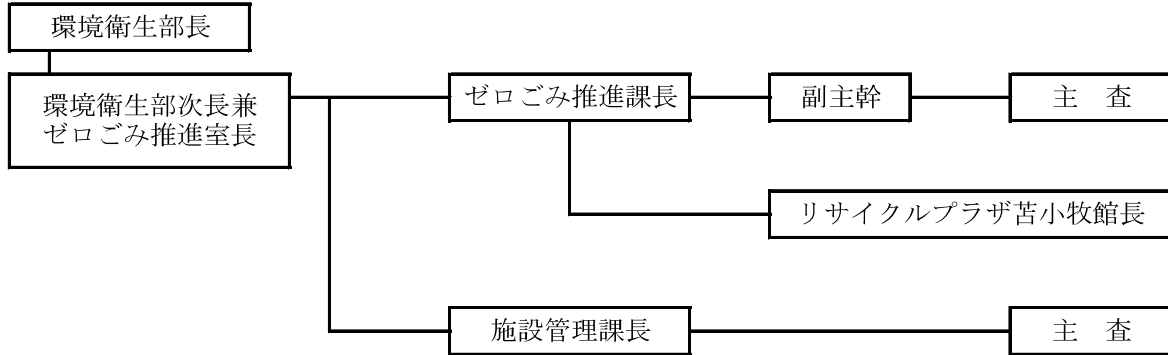 環境衛生部長
環境衛生部次長兼
ゼロごみ推進室長
ゼロごみ推進課長
副主幹
主　査
リサイクルプラザ苫小牧館長
施設管理課長
主　査